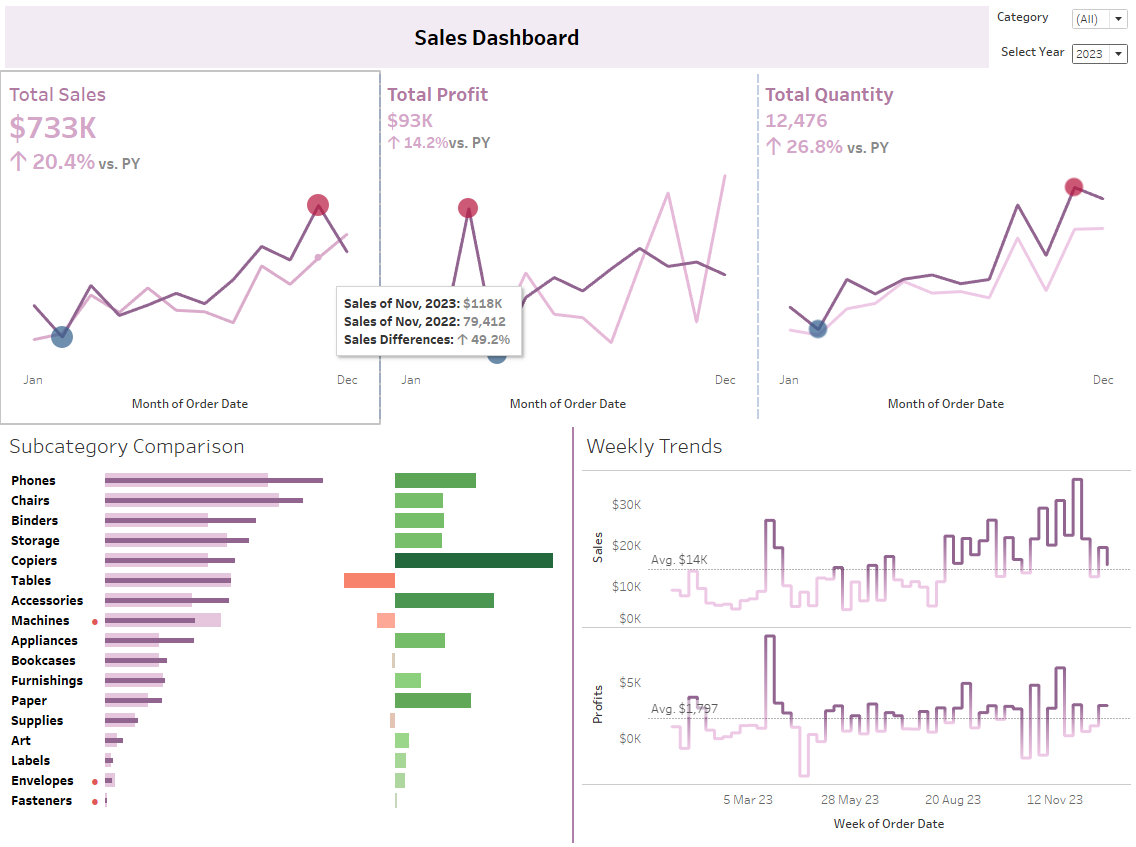 Sales Dashboard
Category
(All)
Select Year
2023
Total Sales
$733K
↑ 20.4% vs. PY
Jan
Dec
Month of Order Date
Total Profit
$93K
↑ 14.2%vs. PY
Jan
Dec
Month of Order Date
Total Quantity
12,476
↑ 26.8% vs. PY
Jan
Dec
Month of Order Date
Sales of Nov, 2023: $118K
Sales of Nov, 2022: 79,412
Sales Differences: ↑ 49.2%
Subcategory Comparison
Phones
Chairs
Binders
Storage
Copiers
Tables
Accessories
Machines
Appliances
Bookcases
Furnishings
Paper
Supplies
Art
Labels
Envelopes
Fasteners
Weekly Trends
Sales
$30K
$20K
$10K
$0K
Avg. $14K
Profits
$5K
$0K
Avg. $1,797
5 Mar 23
28 May 23
20 Aug 23
12 Nov 23
Week of Order Date